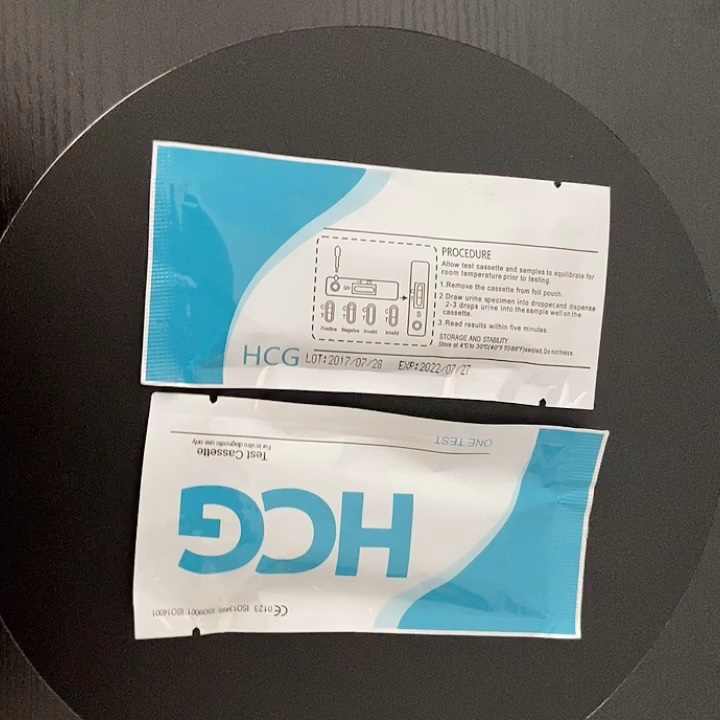 PROCEDURE
Allow test cassette and samples to equilibrate for
room temperature prior to testing.
1.Remove the cassette from foil pouch.
2.Draw urine specimen into dropper and dispense
2-3 drops urine into the sample well on the
cassette.
3.Read results within five minutes.
STORAGE AND STABILITY
Positive Negative Invalid Invalid
HCG LOT:2017/07/28 EXP:2022/07/27
ONE TEST
Test Cassette
For in vitro diagnostic use only
HCG
CE 0123 ISO13485 ISO9001 ISO14001